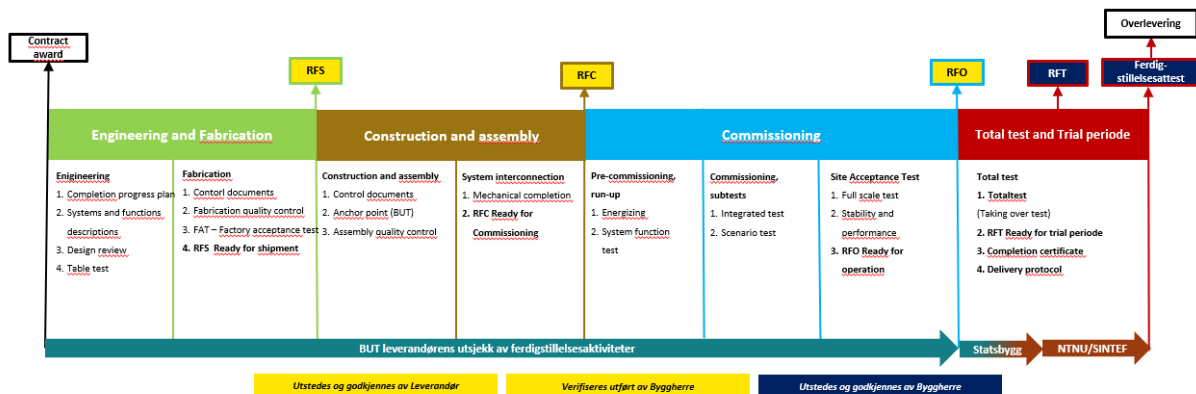 Overlevering
Contract
award
RFS
RFC
RFO
RFT
Ferdig-
stillelsesattest
Engineering and Fabrication
Construction and assembly
Commissioning
Total test and Trial periode
Enigineering
1. Completion progress plan
2. Systems and functions
descriptions
3. Design review
4. Table test
Fabrication
1. Contorl documents
2. Fabrication quality control
3. FAT – Factory acceptance test
4. RFS Ready for shipment
Construction and assembly
1. Control documents
2. Anchor point (BUT)
3. Assembly quality control
System interconnection
1. Mechanical completion
2. RFC Ready for
Commissioning
Pre-commissioning,
run-up
1. Energizing
2. System function
test
Commissioning,
subtests
1. Integrated test
2. Scenario test
Site Acceptance Test
1. Full scale test
2. Stability and
performance
3. RFO Ready for
operation
Total test
1. Totaltest
(Taking over test)
2. RFT Ready for trial periode
3. Completion certificate
4. Delivery protocol
BUT leverandørens utsjekk av ferdigstillelsesaktiviteter
Statsbygg
NTNU/SINTEF
Utstedes og godkjennes av Leverandør
Verifiseres utført av Byggherre
Utstedes og godkjennes av Byggherre